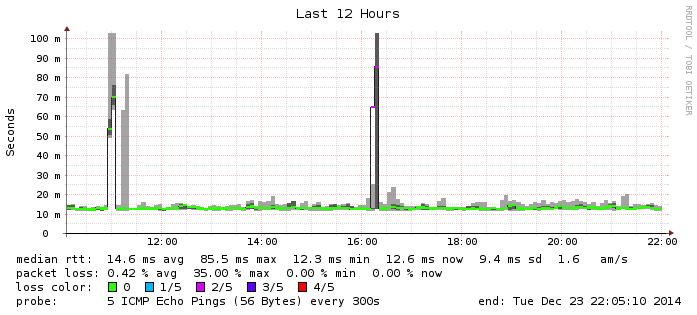 Last 12 Hours
RRDTOOL / TOBI OETIKER
Seconds
100 m
90 m
80 m
70 m
60 m
50 m
40 m
30 m
20 m
10 m
0
12:00 14:00 16:00 18:00 20:00 22:00
median rtt: 14.6 ms avg 85.5 ms max 12.3 ms min 12.6 ms now 9.4 ms sd 1.6 am/s
packet loss: 0.42 % avg 35.00 % max 0.00 % min 0.00 % now
loss color: 0 1/5 2/5 3/5 4/5
probe: 5 ICMP Echo Pings (56 Bytes) every 300s end: Tue Dec 23 22:05:10 2014